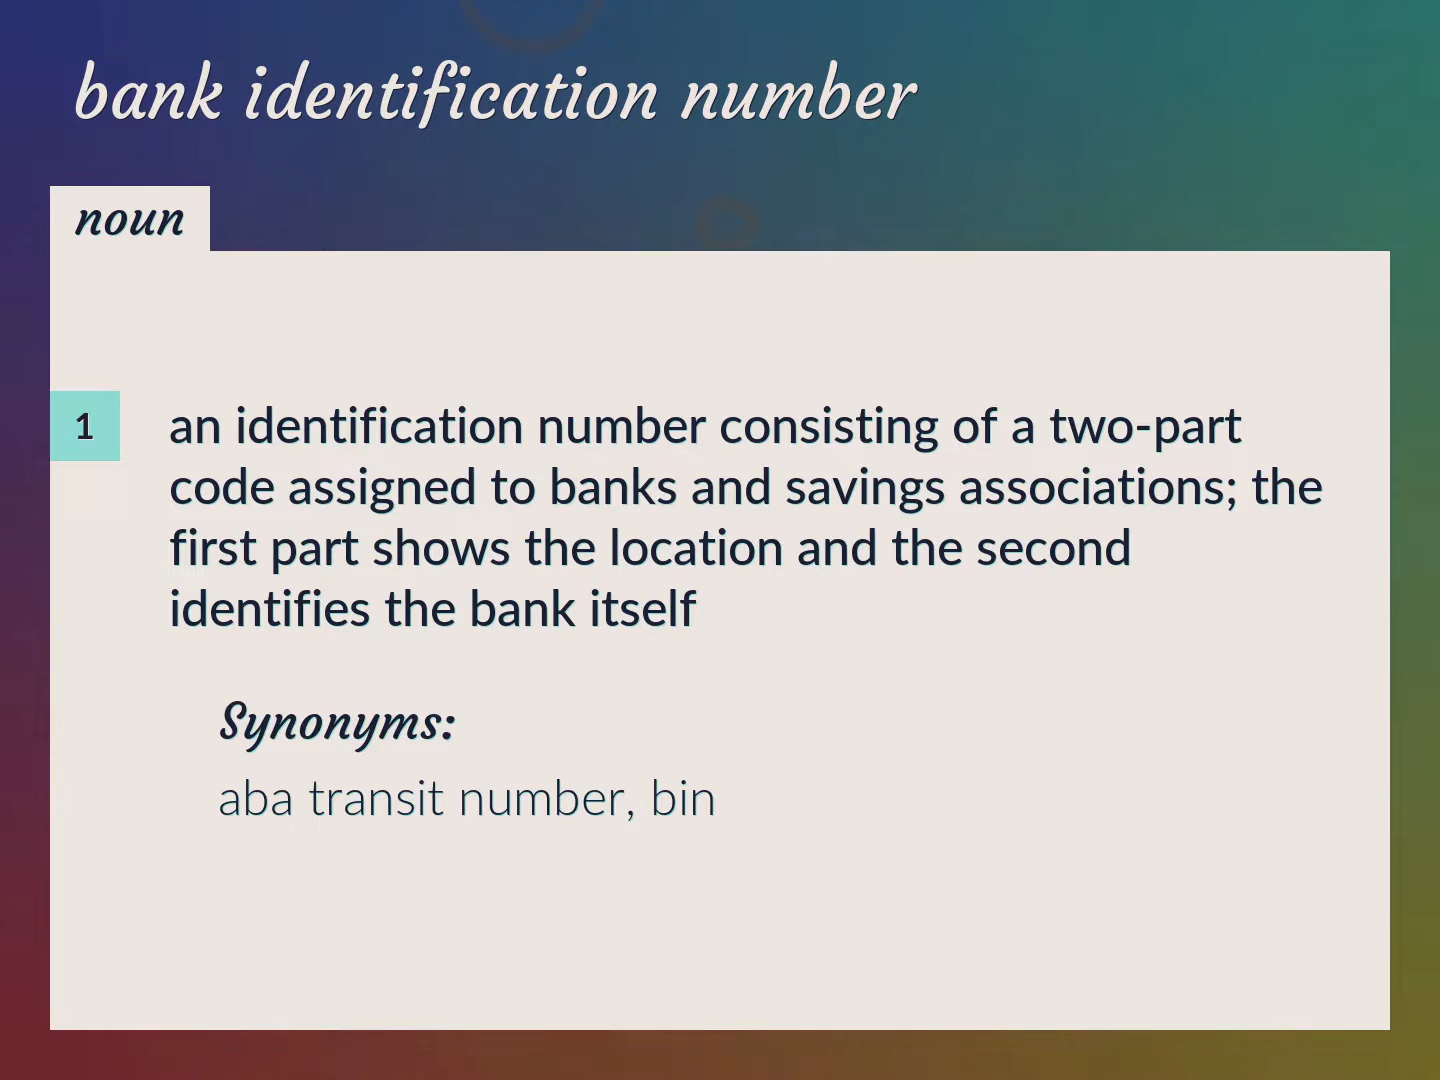 bank identification number
noun
1
an identification number consisting of a two-part
code assigned to banks and savings associations; the
first part shows the location and the second
identifies the bank itself
Synonyms:
aba transit number, bin